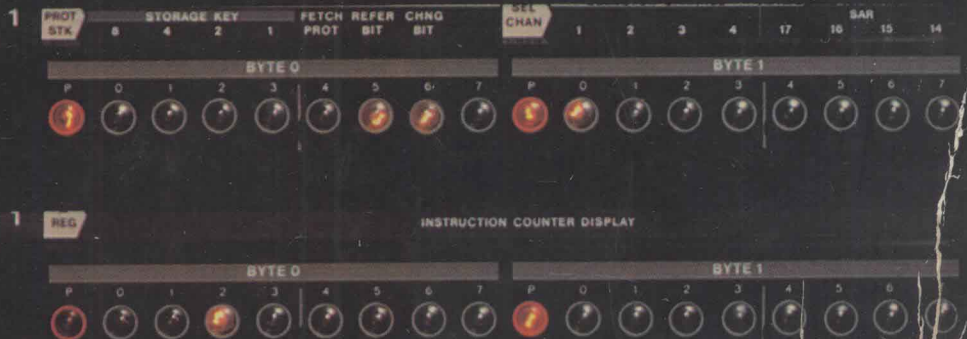 1 PROT STORAGE KEY FETCH REFER CHNG SEL SAR
STK 8 4 2 1 PROT BIT BIT CHAN 1 2 3 4 17 16 15 14
BYTE 0 BYTE 1
P 0 1 2 3 4 5 6 7 P 0 1 2 3 4 5 6 7
1 REG INSTRUCTION COUNTER DISPLAY
BYTE 0 BYTE 1
P 0 1 2 3 4 5 6 7 P 0 1 2 3 4 5 6 7